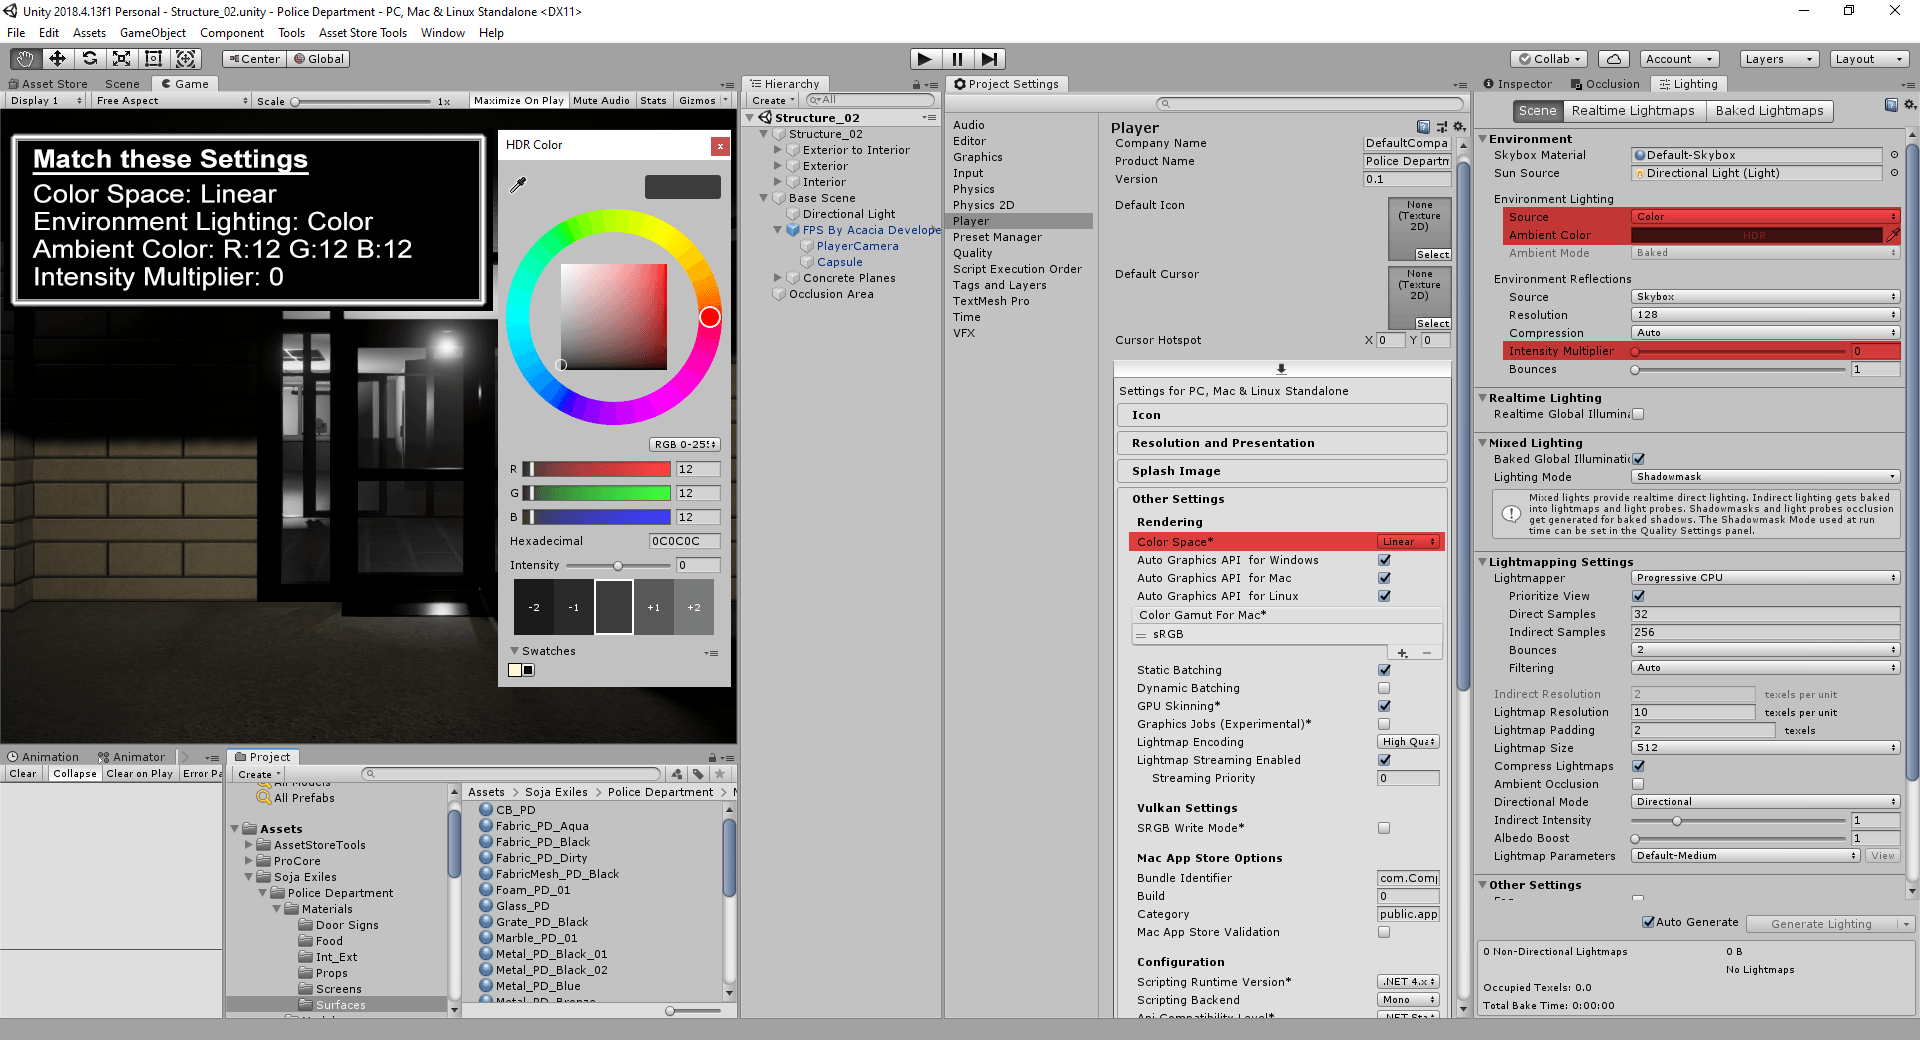 Unity 2018.4.13f1 Personal - Structure_02.unity - Police Department - PC, Mac & Linux Standalone <DX11>
File Edit Assets GameObject Component Tools Asset Store Tools Window Help
Center Global
Collab Account Layers Layout
Asset Store Scene Game
Display 1 Free Aspect Scale 1x Maximize On Play Mute Audio Stats Gizmos
Match these Settings
Color Space: Linear
Environment Lighting: Color
Ambient Color: R:12 G:12 B:12
Intensity Multiplier: 0
HDR Color
RGB 0-255
R 12
G 12
B 12
Hexadecimal 0C0C0C
Intensity 0
-2 -1 +1 +2
Swatches
Animation Animator
Clear Collapse Clear on Play Error Pa
Project
Create
All Models
All Prefabs
Assets
AssetStoreTools
ProCore
Soja Exiles
Police Department
Materials
Door Signs
Food
Int_Ext
Props
Screens
Surfaces
Assets > Soja Exiles > Police Department >
CB_PD
Fabric_PD_Aqua
Fabric_PD_Black
Fabric_PD_Dirty
FabricMesh_PD_Black
Foam_PD_01
Glass_PD
Grate_PD_Black
Marble_PD_01
Metal_PD_Black_01
Metal_PD_Black_02
Metal_PD_Blue
Metal_PD_Bronze
Hierarchy
Create All
Structure_02
Structure_02
Exterior to Interior
Exterior
Interior
Base Scene
Directional Light
FPS By Acacia Develope
PlayerCamera
Capsule
Concrete Planes
Occlusion Area
Project Settings
Audio
Editor
Graphics
Input
Physics
Physics 2D
Player
Preset Manager
Quality
Script Execution Order
Tags and Layers
TextMesh Pro
Time
VFX
Player
Company Name DefaultCompa
Product Name Police Departm
Version 0.1
Default Icon
None
(Texture
2D)
Select
Default Cursor
None
(Texture
2D)
Select
Cursor Hotspot X 0 Y 0
Settings for PC, Mac & Linux Standalone
Icon
Resolution and Presentation
Splash Image
Other Settings
Rendering
Color Space* Linear
Auto Graphics API for Windows
Auto Graphics API for Mac
Auto Graphics API for Linux
Color Gamut For Mac*
sRGB
Static Batching
Dynamic Batching
GPU Skinning*
Graphics Jobs (Experimental)*
Lightmap Encoding High Qua
Lightmap Streaming Enabled
Streaming Priority 0
Vulkan Settings
SRGB Write Mode*
Mac App Store Options
Bundle Identifier com.Comp
Build 0
Category public.app
Mac App Store Validation
Configuration
Scripting Runtime Version* .NET 4.x
Scripting Backend Mono
Api Compatibility Level* .NET Sta
Inspector Occlusion Lighting
Scene Realtime Lightmaps Baked Lightmaps
Environment
Skybox Material Default-Skybox
Sun Source Directional Light (Light)
Environment Lighting
Source Color
Ambient Color HDR
Ambient Mode Baked
Environment Reflections
Source Skybox
Resolution 128
Compression Auto
Intensity Multiplier 0
Bounces 1
Realtime Lighting
Realtime Global Illumina
Mixed Lighting
Baked Global Illuminatio
Lighting Mode Shadowmask
Mixed lights provide realtime direct lighting. Indirect lighting gets baked
into lightmaps and light probes. Shadowmasks and light probes occlusion
get generated for baked shadows. The Shadowmask Mode used at run
time can be set in the Quality Settings panel.
Lightmapping Settings
Lightmapper Progressive CPU
Prioritize View
Direct Samples 32
Indirect Samples 256
Bounces 2
Filtering Auto
Indirect Resolution 2 texels per unit
Lightmap Resolution 10 texels per unit
Lightmap Padding 2 texels
Lightmap Size 512
Compress Lightmaps
Ambient Occlusion
Directional Mode Directional
Indirect Intensity 1
Albedo Boost 1
Lightmap Parameters Default-Medium View
Other Settings
Auto Generate Generate Lighting
0 Non-Directional Lightmaps 0 B
No Lightmaps
Occupied Texels: 0.0
Total Bake Time: 0:00:00